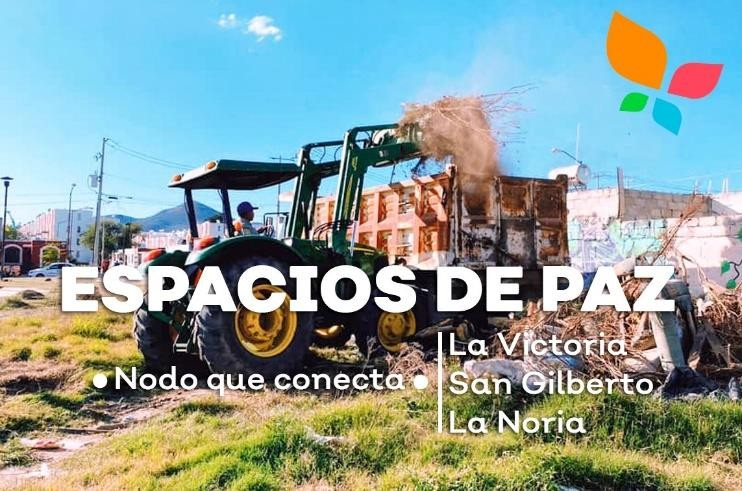 ESPACIOS DE PAZ
• Nodo que conecta •
La Victoria
San Gilberto
La Noria